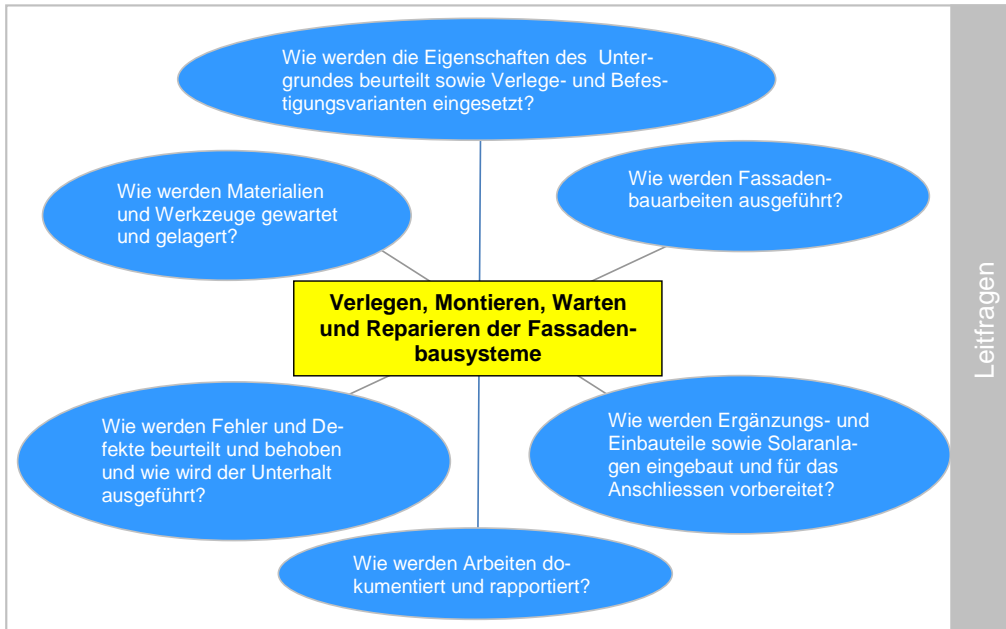 Wie werden die Eigenschaften des Unter-
grundes beurteilt sowie Verlege- und Befes-
tigungsvarianten eingesetzt?
Wie werden Materialien
und Werkzeuge gewartet
und gelagert?
Wie werden Fassaden-
bauarbeiten ausgeführt?
Verlegen, Montieren, Warten
und Reparieren der Fassaden-
bausysteme
Wie werden Fehler und De-
fekte beurteilt und behoben
und wie wird der Unterhalt
ausgeführt?
Wie werden Ergänzungs- und
Einbauteile sowie Solaranla-
gen eingebaut und für das
Anschliessen vorbereitet?
Wie werden Arbeiten do-
kumentiert und rapportiert?
Leitfragen